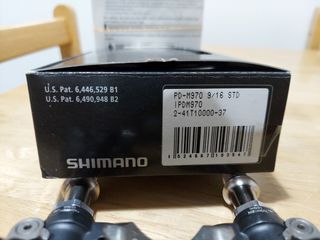 U.S. Pat. 6,446,529 B1
U.S. Pat. 6,490,948 B2
PD-M970 9/16 STD
IPDM970
2-41T10000-37
SHIMANO